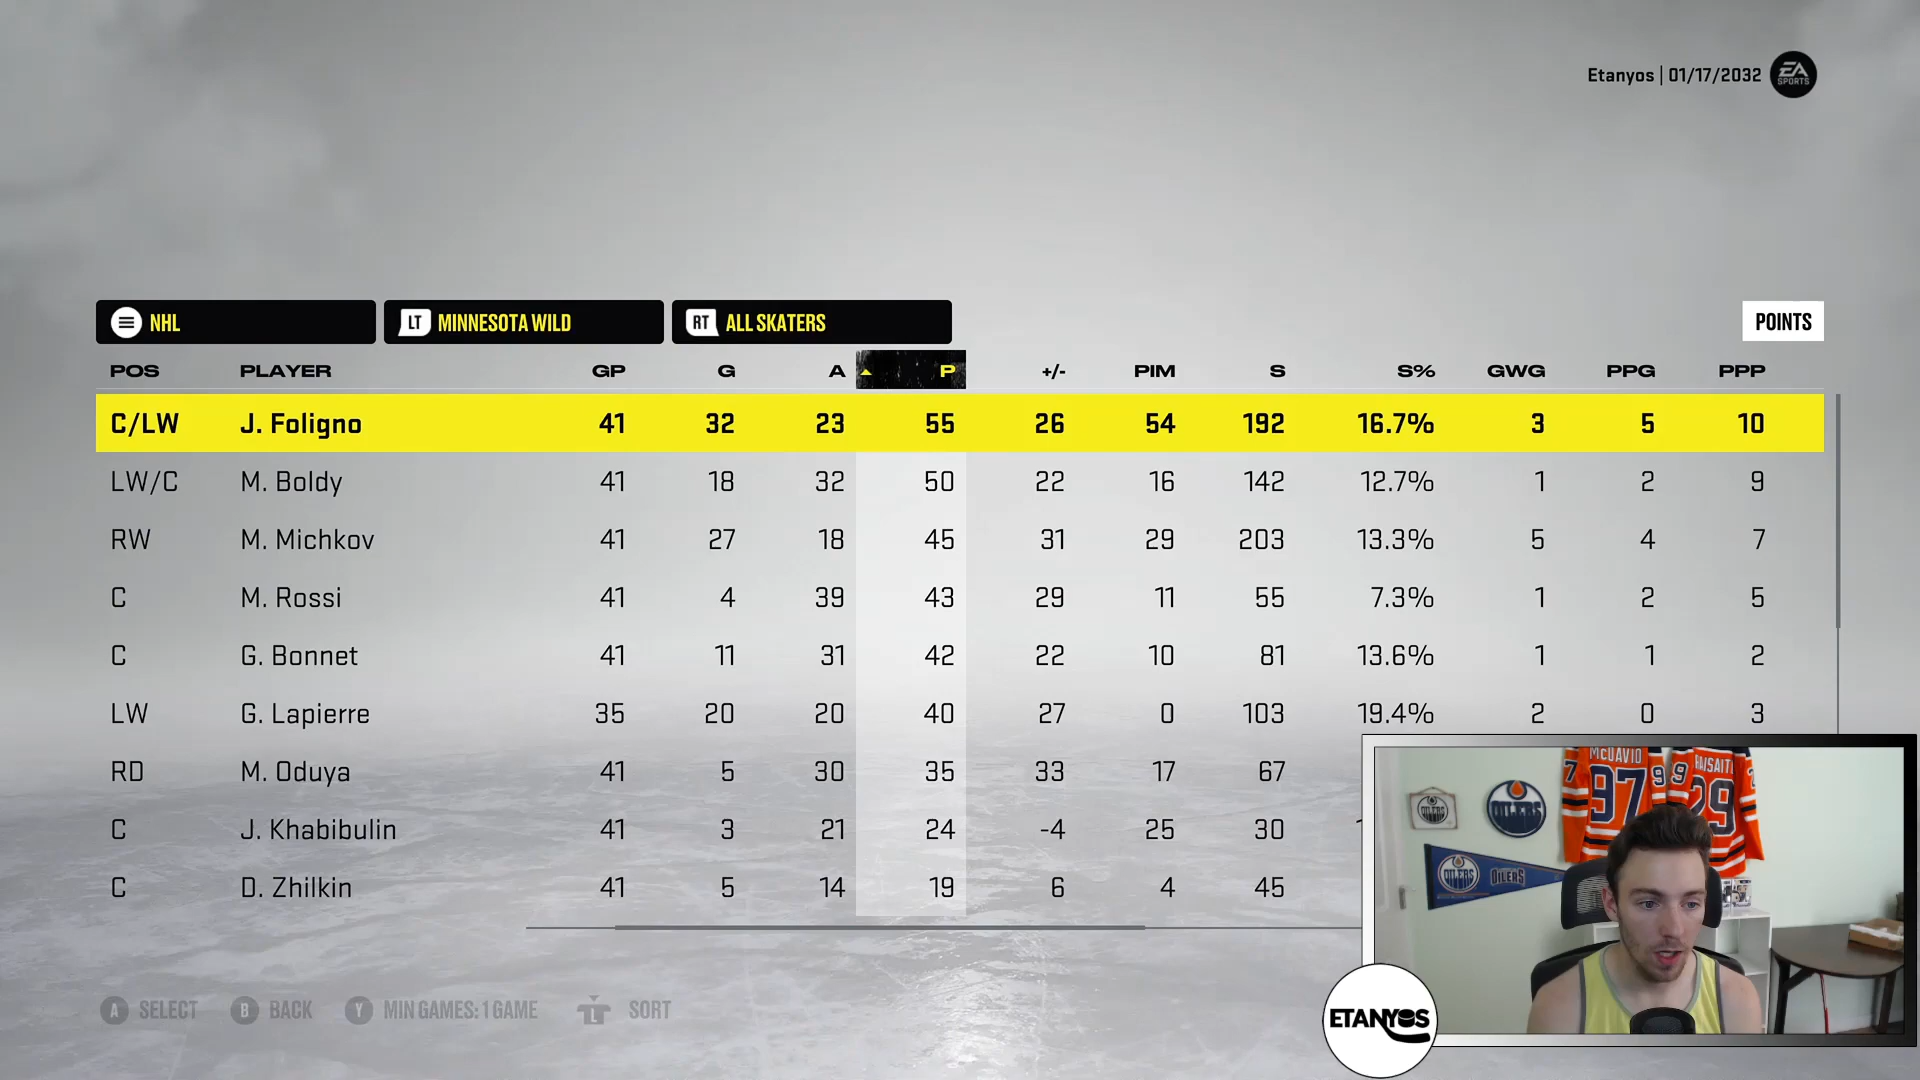 Etanyos | 01/17/2032 EA SPORTS
NHL LT MINNESOTA WILD RT ALL SKATERS POINTS
POS PLAYER GP G A P +/- PIM S S% GWG PPG PPP
C/LW J. Foligno 41 32 23 55 26 54 192 16.7% 3 5 10
LW/C M. Boldy 41 18 32 50 22 16 142 12.7% 1 2 9
RW M. Michkov 41 27 18 45 31 29 203 13.3% 5 4 7
C M. Rossi 41 4 39 43 29 11 55 7.3% 1 2 5
C G. Bonnet 41 11 31 42 22 10 81 13.6% 1 1 2
LW G. Lapierre 35 20 20 40 27 0 103 19.4% 2 0 3
RD M. Oduya 41 5 30 35 33 17 67
C J. Khabibulin 41 3 21 24 -4 25 30
C D. Zhilkin 41 5 14 19 6 4 45
McDAVID
97 9 9 29
OILERS OILERS
OILERS OILERS
A SELECT B BACK Y MIN GAMES: 1 GAME L SORT
ETANYOS